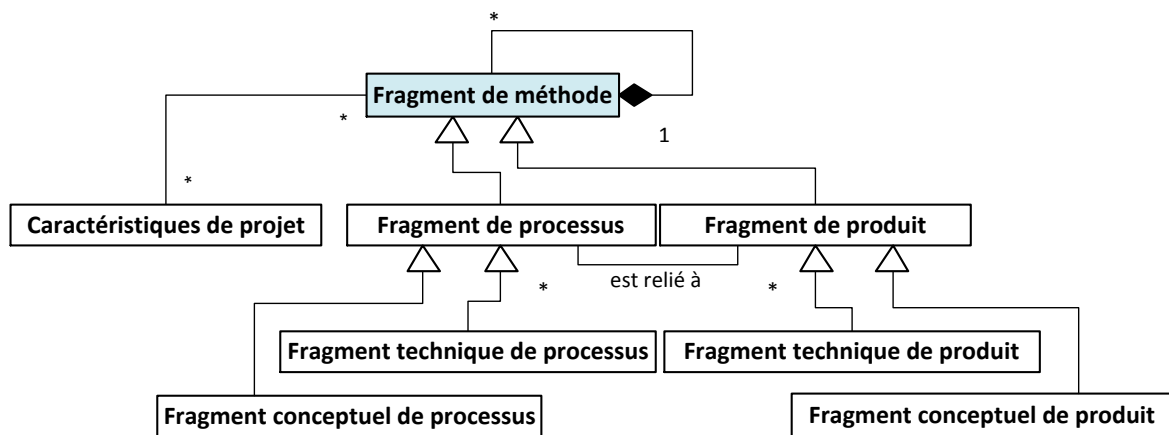 *
Fragment de méthode
*
1
*
Caractéristiques de projet
Fragment de processus
Fragment de produit
est relié à
*
*
Fragment technique de processus
Fragment technique de produit
Fragment conceptuel de processus
Fragment conceptuel de produit